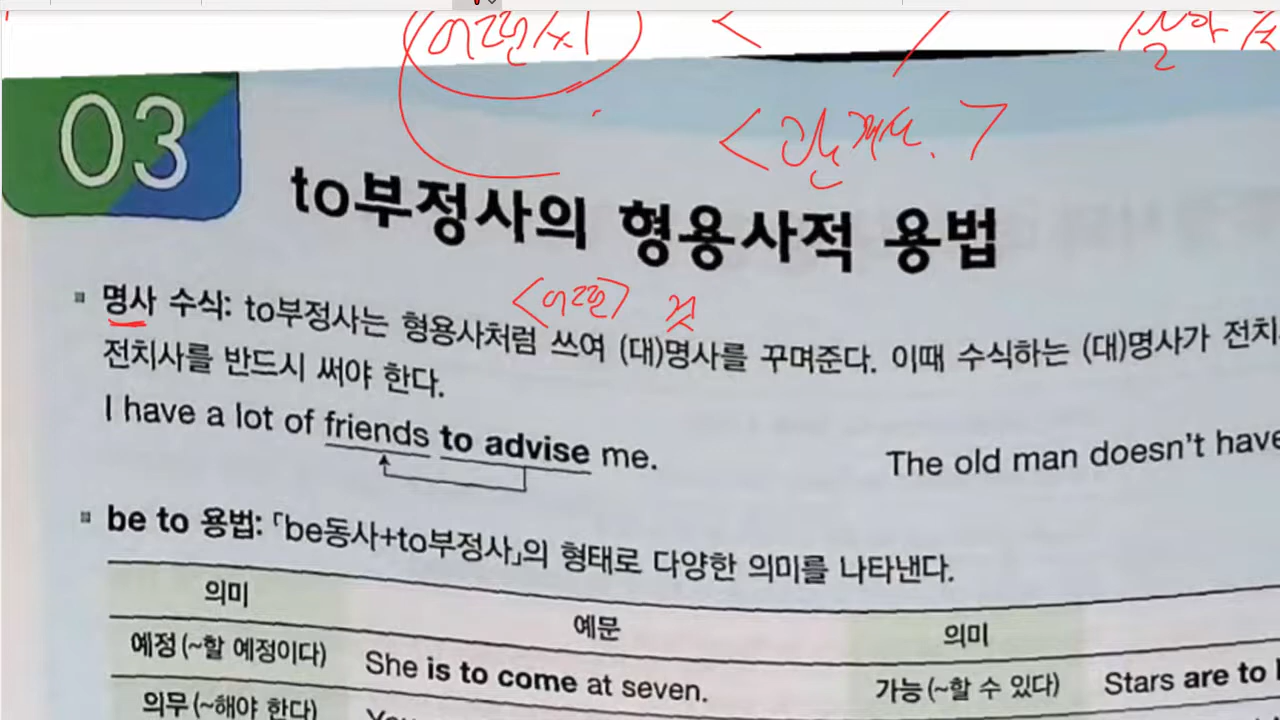 03
to부정사의 형용사적 용법
<어떤> 것
명사 수식: to부정사는 형용사처럼 쓰여 (대)명사를 꾸며준다. 이때 수식하는 (대)명사가
전치사를 반드시 써야 한다.
I have a lot of friends to advise me.
The old man doesn't have
be to 용법: 「be동사+to부정사」의 형태로 다양한 의미를 나타낸다.
의미 예문 의미
예정(~할 예정이다) She is to come at seven. 가능(~할 수 있다) Stars are to
의무(~해야 한다)